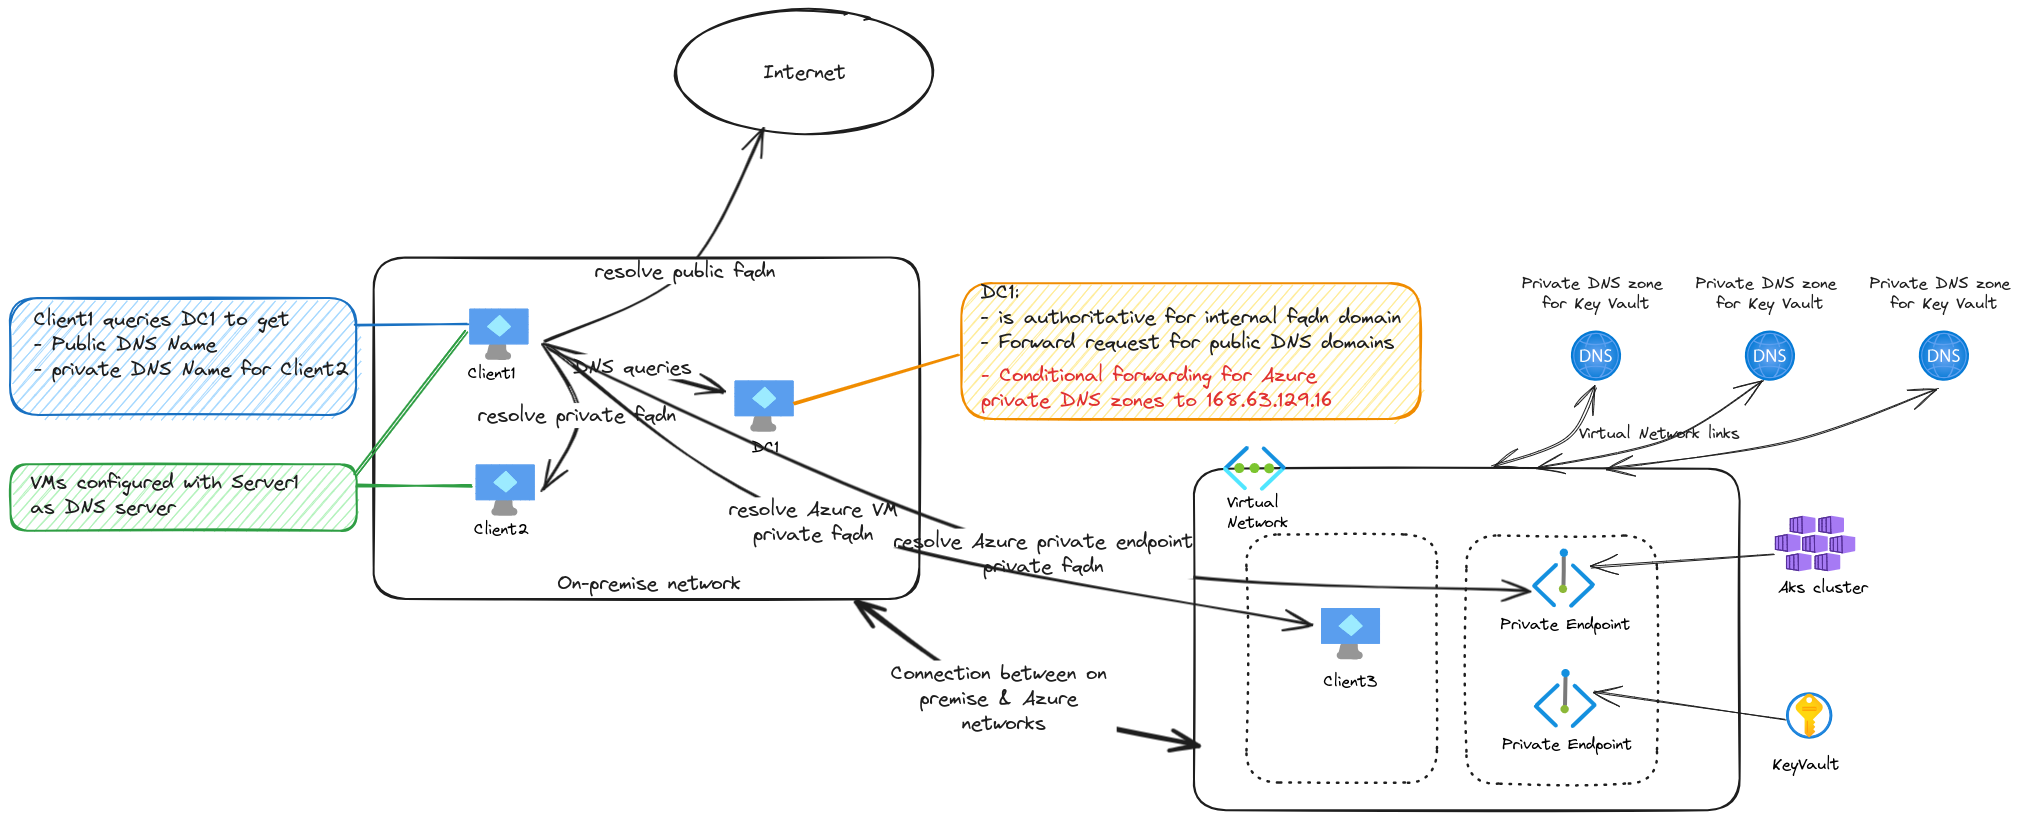 Internet
resolve public fqdn
Client1 queries DC1 to get
- Public DNS Name
- private DNS Name for Client2
VMs configured with Server1
as DNS server
Client1
DNS queries
resolve private fqdn
DC1
Client2
resolve Azure VM
private fqdn
On-premise network
DC1:
- is authoritative for internal fqdn domain
- Forward request for public DNS domains
- Conditional forwarding for Azure
private DNS zones to 168.63.129.16
resolve Azure private endpoint
private fqdn
Connection between on
premise & Azure
networks
Private DNS zone
for Key Vault
Private DNS zone
for Key Vault
Private DNS zone
for Key Vault
DNS
DNS
DNS
Virtual Network links
Virtual
Network
Client3
Private Endpoint
Private Endpoint
Aks cluster
KeyVault